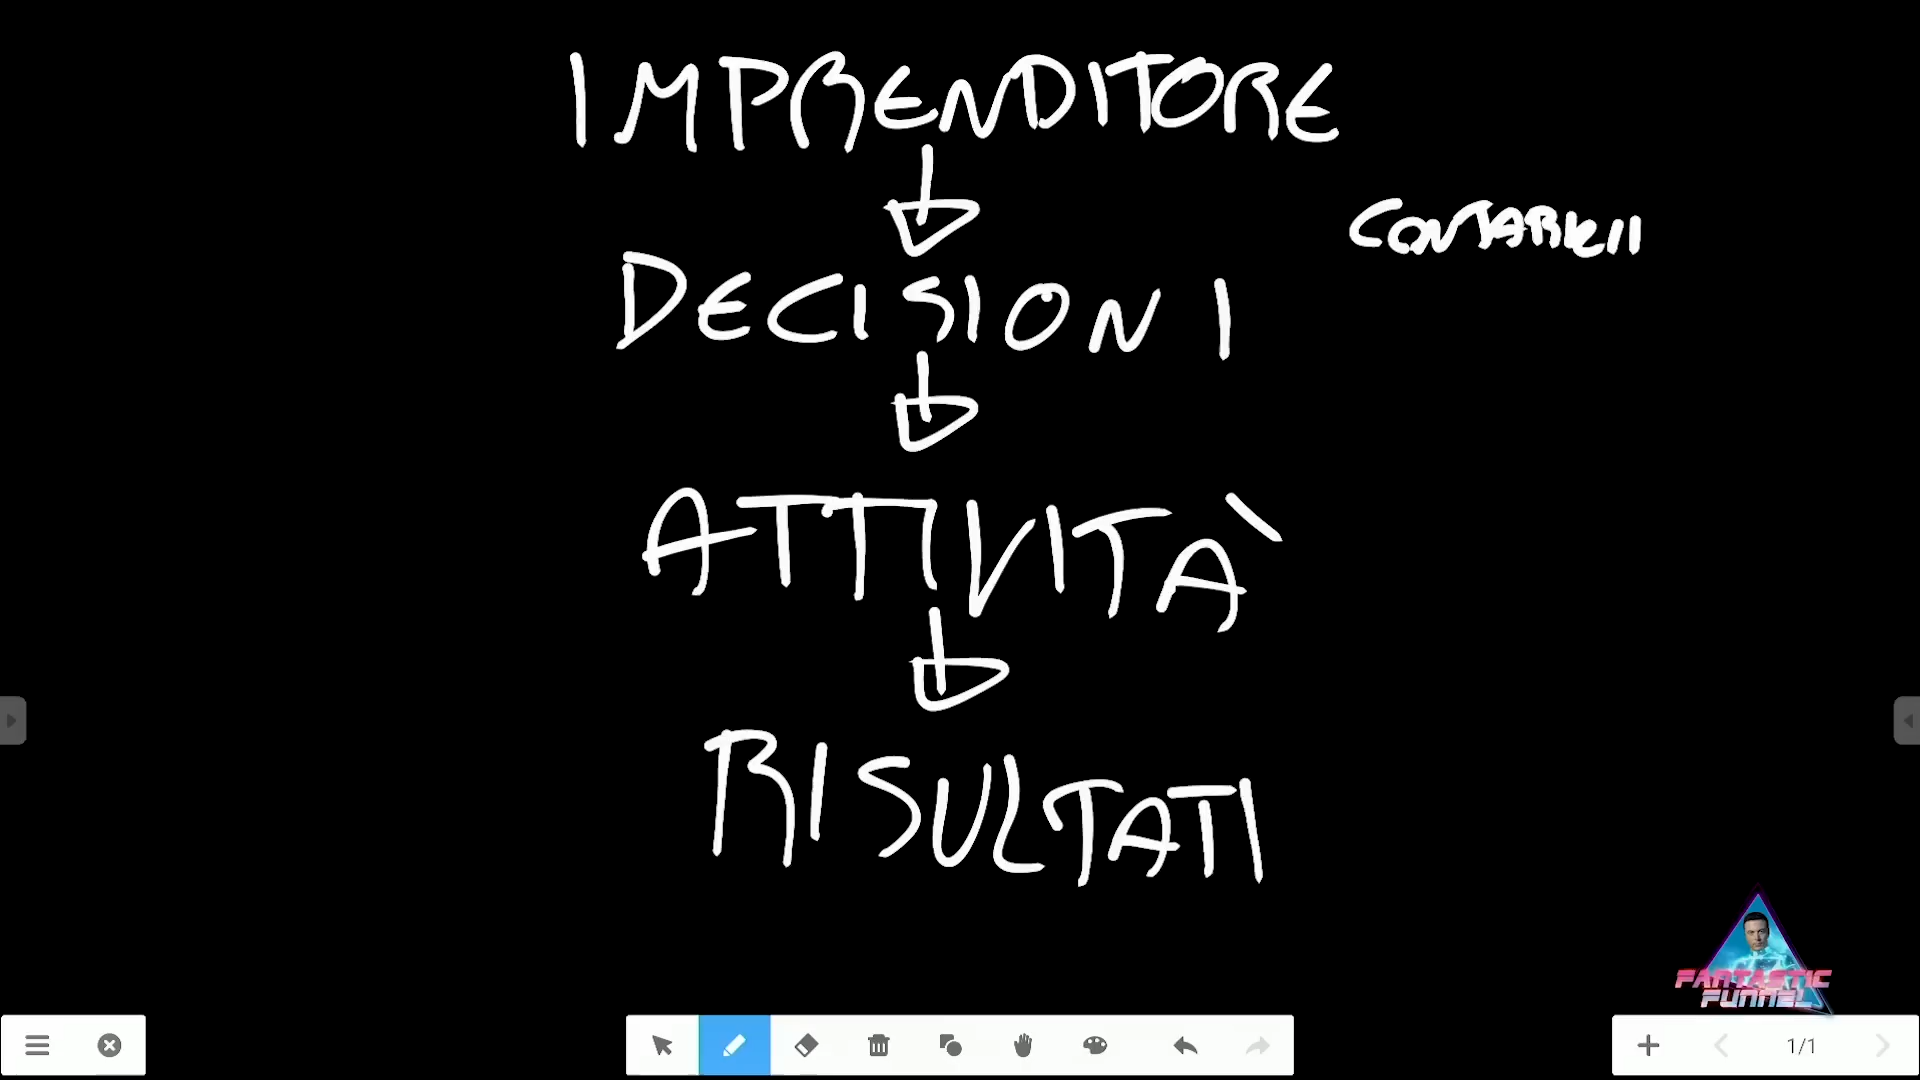 IMPRENDITORE
DECISIONI
ATTIVITÀ
RISULTATI
FANTASTIC
FUNNEL
1/1